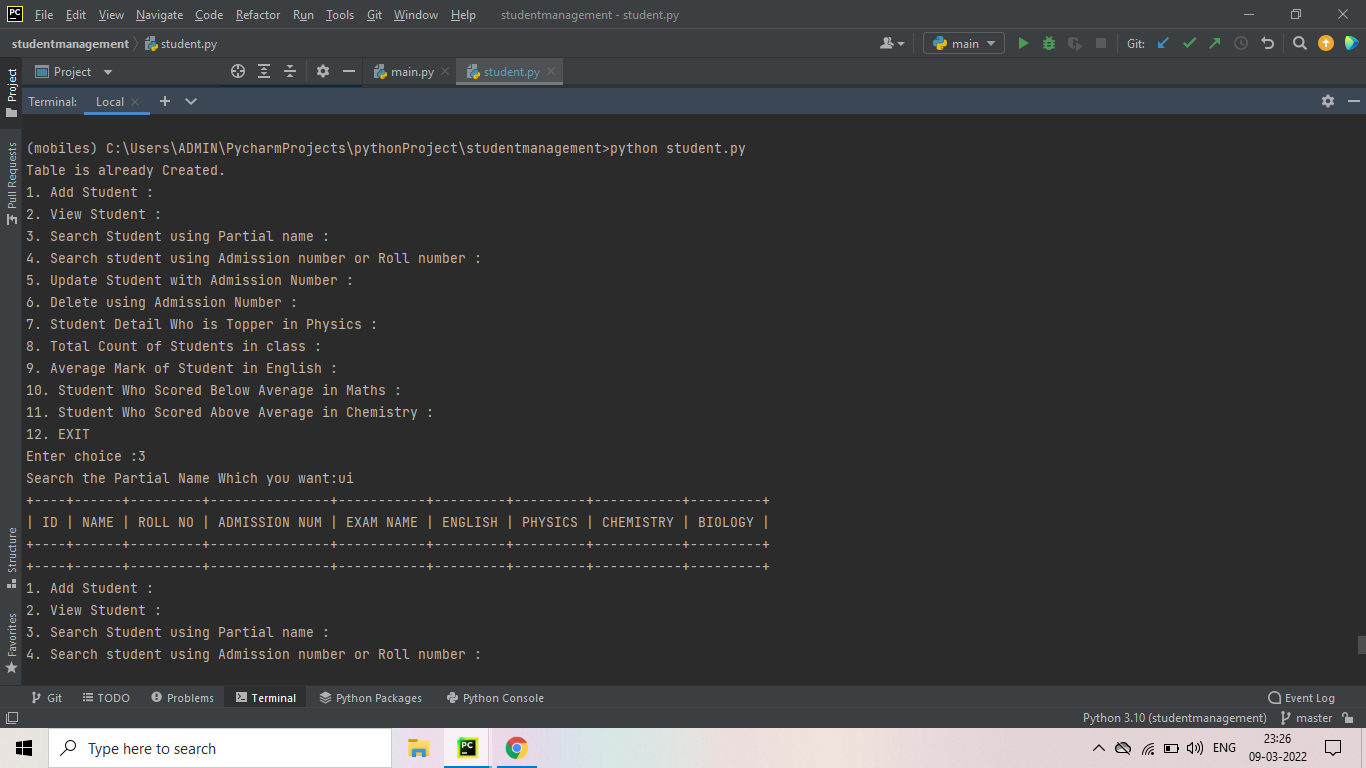 File Edit View Navigate Code Refactor Run Tools Git Window Help studentmanagement - student.py
studentmanagement student.py main Git:
Project main.py student.py
Terminal: Local
Project
Pull Requests
Structure
Favorites
(mobiles) C:\Users\ADMIN\PycharmProjects\pythonProject\studentmanagement>python student.py
Table is already Created.
1. Add Student :
2. View Student :
3. Search Student using Partial name :
4. Search student using Admission number or Roll number :
5. Update Student with Admission Number :
6. Delete using Admission Number :
7. Student Detail Who is Topper in Physics :
8. Total Count of Students in class :
9. Average Mark of Student in English :
10. Student Who Scored Below Average in Maths :
11. Student Who Scored Above Average in Chemistry :
12. EXIT
Enter choice :3
Search the Partial Name Which you want:ui
+----+------+---------+---------------+-----------+---------+---------+-----------+---------+
| ID | NAME | ROLL NO | ADMISSION NUM | EXAM NAME | ENGLISH | PHYSICS | CHEMISTRY | BIOLOGY |
+----+------+---------+---------------+-----------+---------+---------+-----------+---------+
+----+------+---------+---------------+-----------+---------+---------+-----------+---------+
1. Add Student :
2. View Student :
3. Search Student using Partial name :
4. Search student using Admission number or Roll number :
Git TODO Problems Terminal Python Packages Python Console Event Log
Python 3.10 (studentmanagement) master
Type here to search PC ENG 23:26
09-03-2022